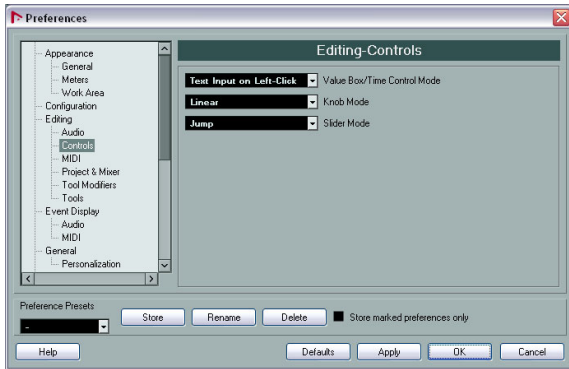 Preferences
Appearance
General
Meters
Work Area
Configuration
Editing
Audio
Controls
MIDI
Project & Mixer
Tool Modifiers
Tools
Event Display
Audio
MIDI
General
Personalization
Editing-Controls
Text Input on Left-Click Value Box/Time Control Mode
Linear Knob Mode
Jump Slider Mode
Preference Presets
-
Store Rename Delete Store marked preferences only
Help Defaults Apply OK Cancel